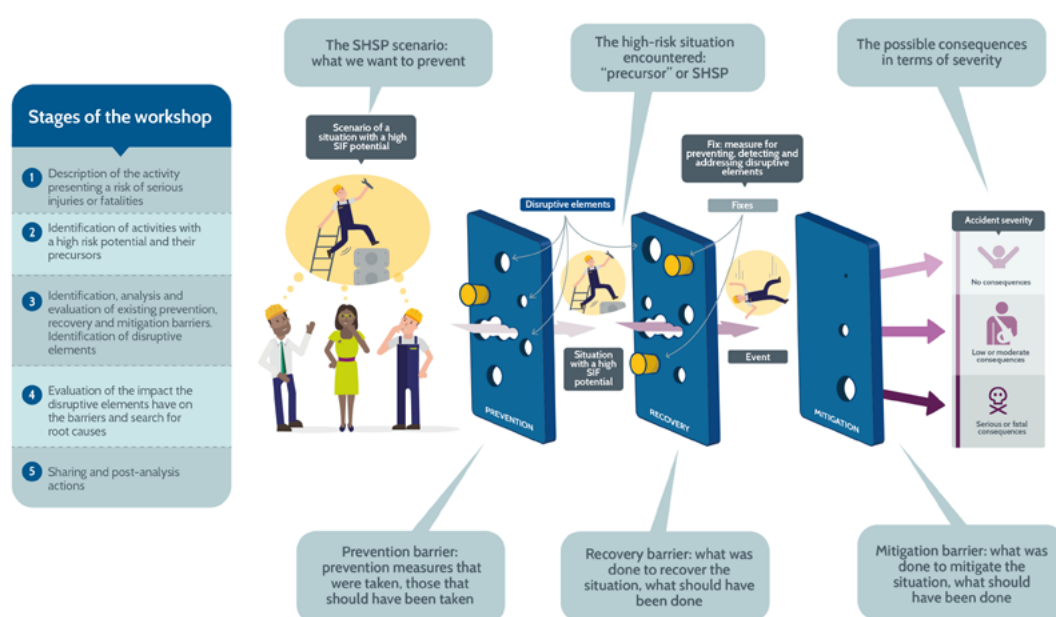 Stages of the workshop
1 Description of the activity
presenting a risk of serious
injuries or fatalities
2 Identification of activities with
a high risk potential and their
precursors
3 Identification, analysis and
evaluation of existing prevention,
recovery and mitigation barriers.
Identification of disruptive
elements
4 Evaluation of the impact the
disruptive elements have on
the barriers and search for
root causes
5 Sharing and post-analysis
actions
The SHSP scenario:
what we want to prevent
The high-risk situation
encountered:
“precursor” or SHSP
The possible consequences
in terms of severity
Scenario of a
situation with a high
SIF potential
Fix: measure for
preventing, detecting and
addressing disruptive
elements
Disruptive elements
Fixes
Situation
with a high
SIF
potential
Event
PREVENTION
RECOVERY
MITIGATION
Accident severity
No consequences
Low or moderate
consequences
Serious or fatal
consequences
Prevention barrier:
prevention measures that
were taken, those that
should have been taken
Recovery barrier: what was
done to recover the
situation, what should have
been done
Mitigation barrier: what was
done to mitigate the
situation, what should
have been done